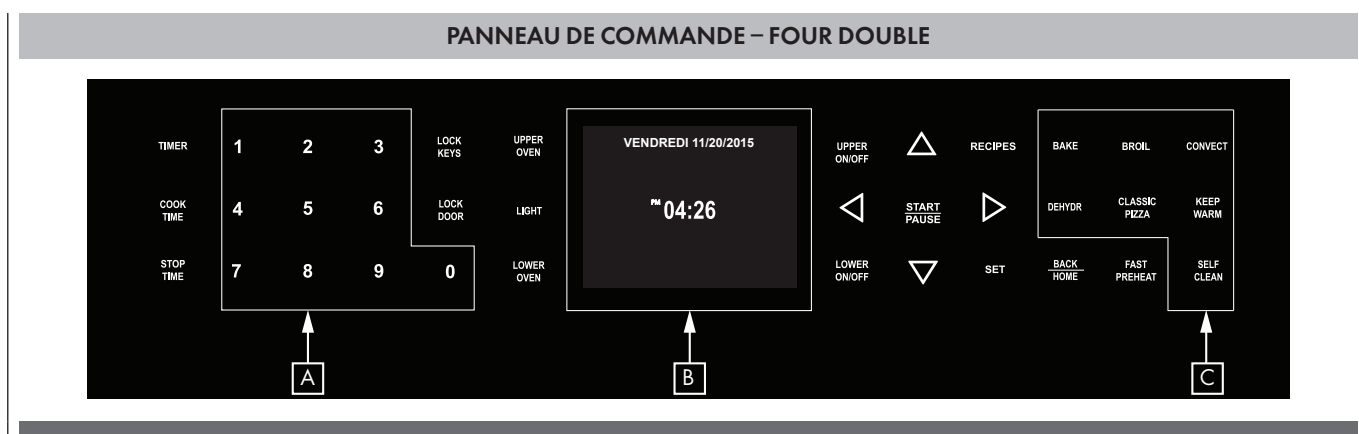 PANNEAU DE COMMANDE – FOUR DOUBLE
TIMER
1
2
3
LOCK
KEYS
UPPER
OVEN
VENDREDI 11/20/2015
UPPER
ON/OFF
RECIPES
BAKE
BROIL
CONVECT
COOK
TIME
4
5
6
LOCK
DOOR
LIGHT
PM 04:26
START
PAUSE
DEHYDR
CLASSIC
PIZZA
KEEP
WARM
STOP
TIME
7
8
9
0
LOWER
OVEN
LOWER
ON/OFF
SET
BACK
HOME
FAST
PREHEAT
SELF
CLEAN
A
B
C